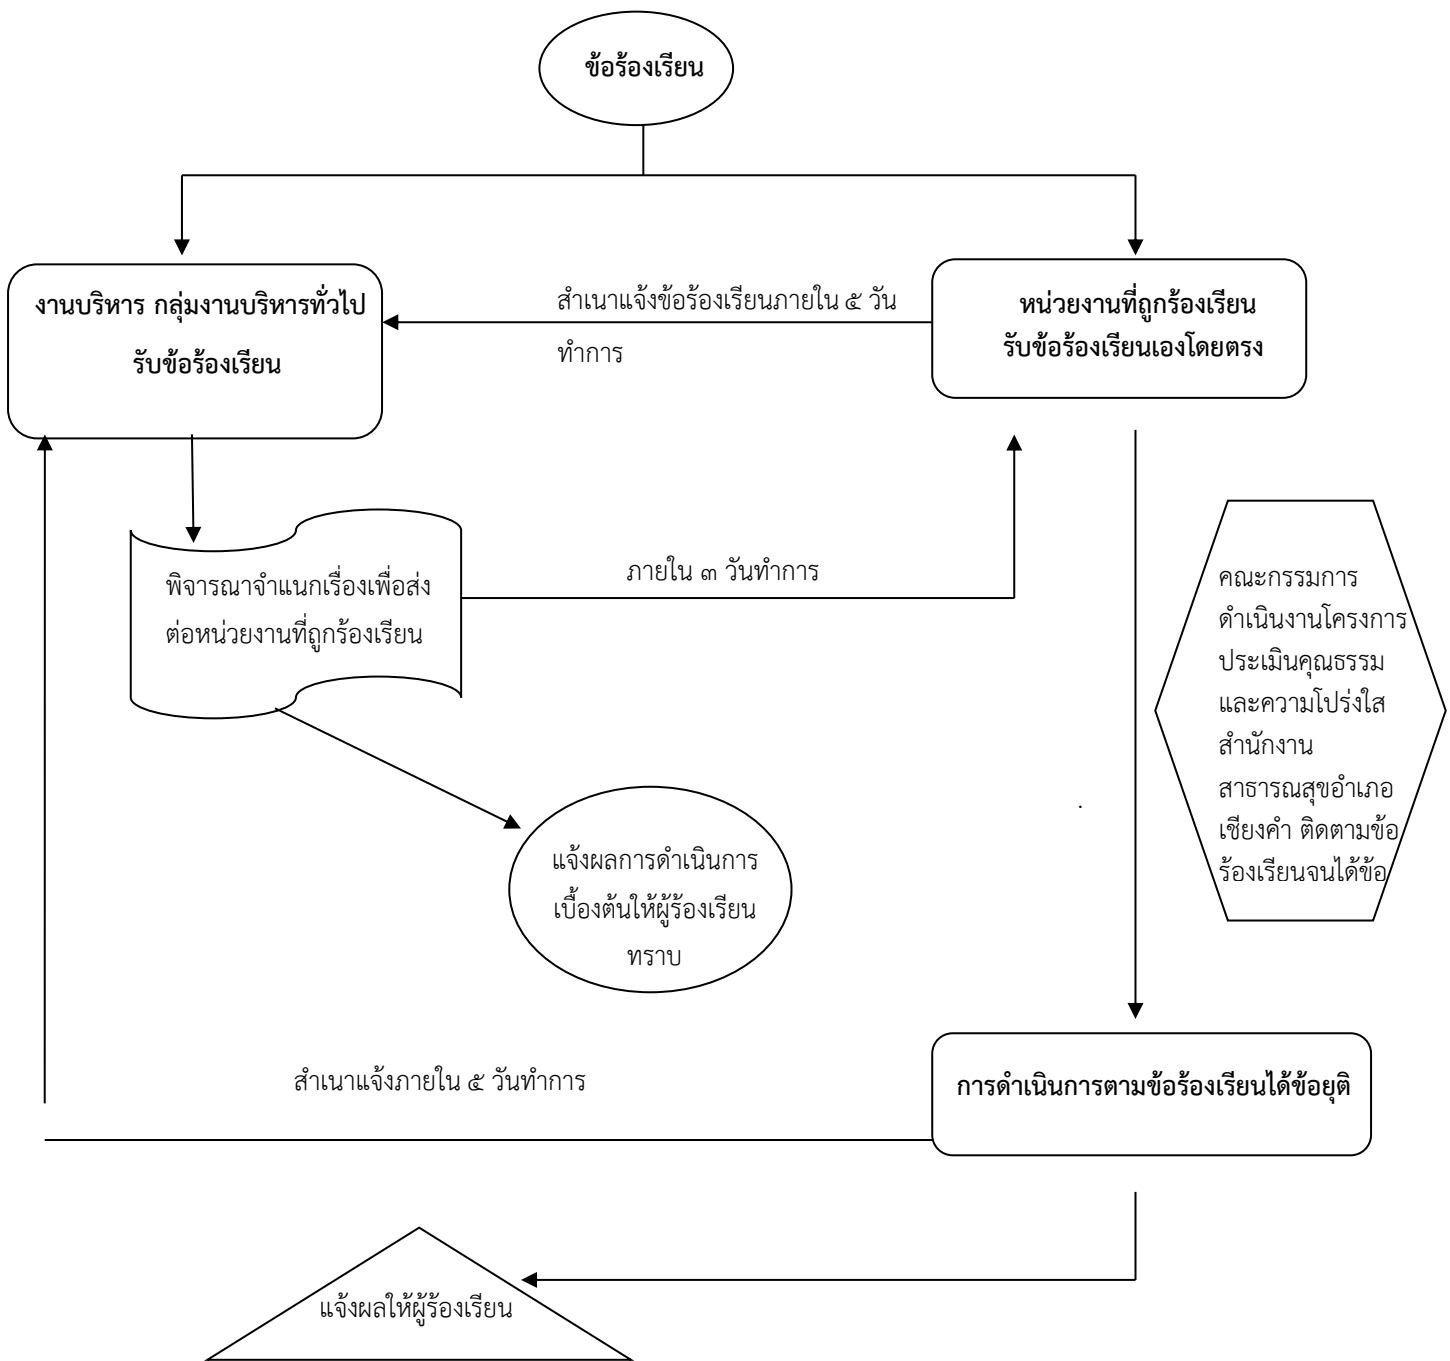 ข้อร้องเรียน
งานบริหาร กลุ่มงานบริหารทั่วไป
รับข้อร้องเรียน
สำเนาแจ้งข้อร้องเรียนภายใน ๕ วัน
ทำการ
หน่วยงานที่ถูกร้องเรียน
รับข้อร้องเรียนเองโดยตรง
พิจารณาจำแนกเรื่องเพื่อส่ง
ต่อหน่วยงานที่ถูกร้องเรียน
ภายใน ๓ วันทำการ
คณะกรรมการ
ดำเนินงานโครงการ
ประเมินคุณธรรม
และความโปร่งใส
สำนักงาน
สาธารณสุขอำเภอ
เชียงคำ ติดตามข้อ
ร้องเรียนจนได้ข้อ
แจ้งผลการดำเนินการ
เบื้องต้นให้ผู้ร้องเรียน
ทราบ
สำเนาแจ้งภายใน ๕ วันทำการ
การดำเนินการตามข้อร้องเรียนได้ข้อยุติ
แจ้งผลให้ผู้ร้องเรียน